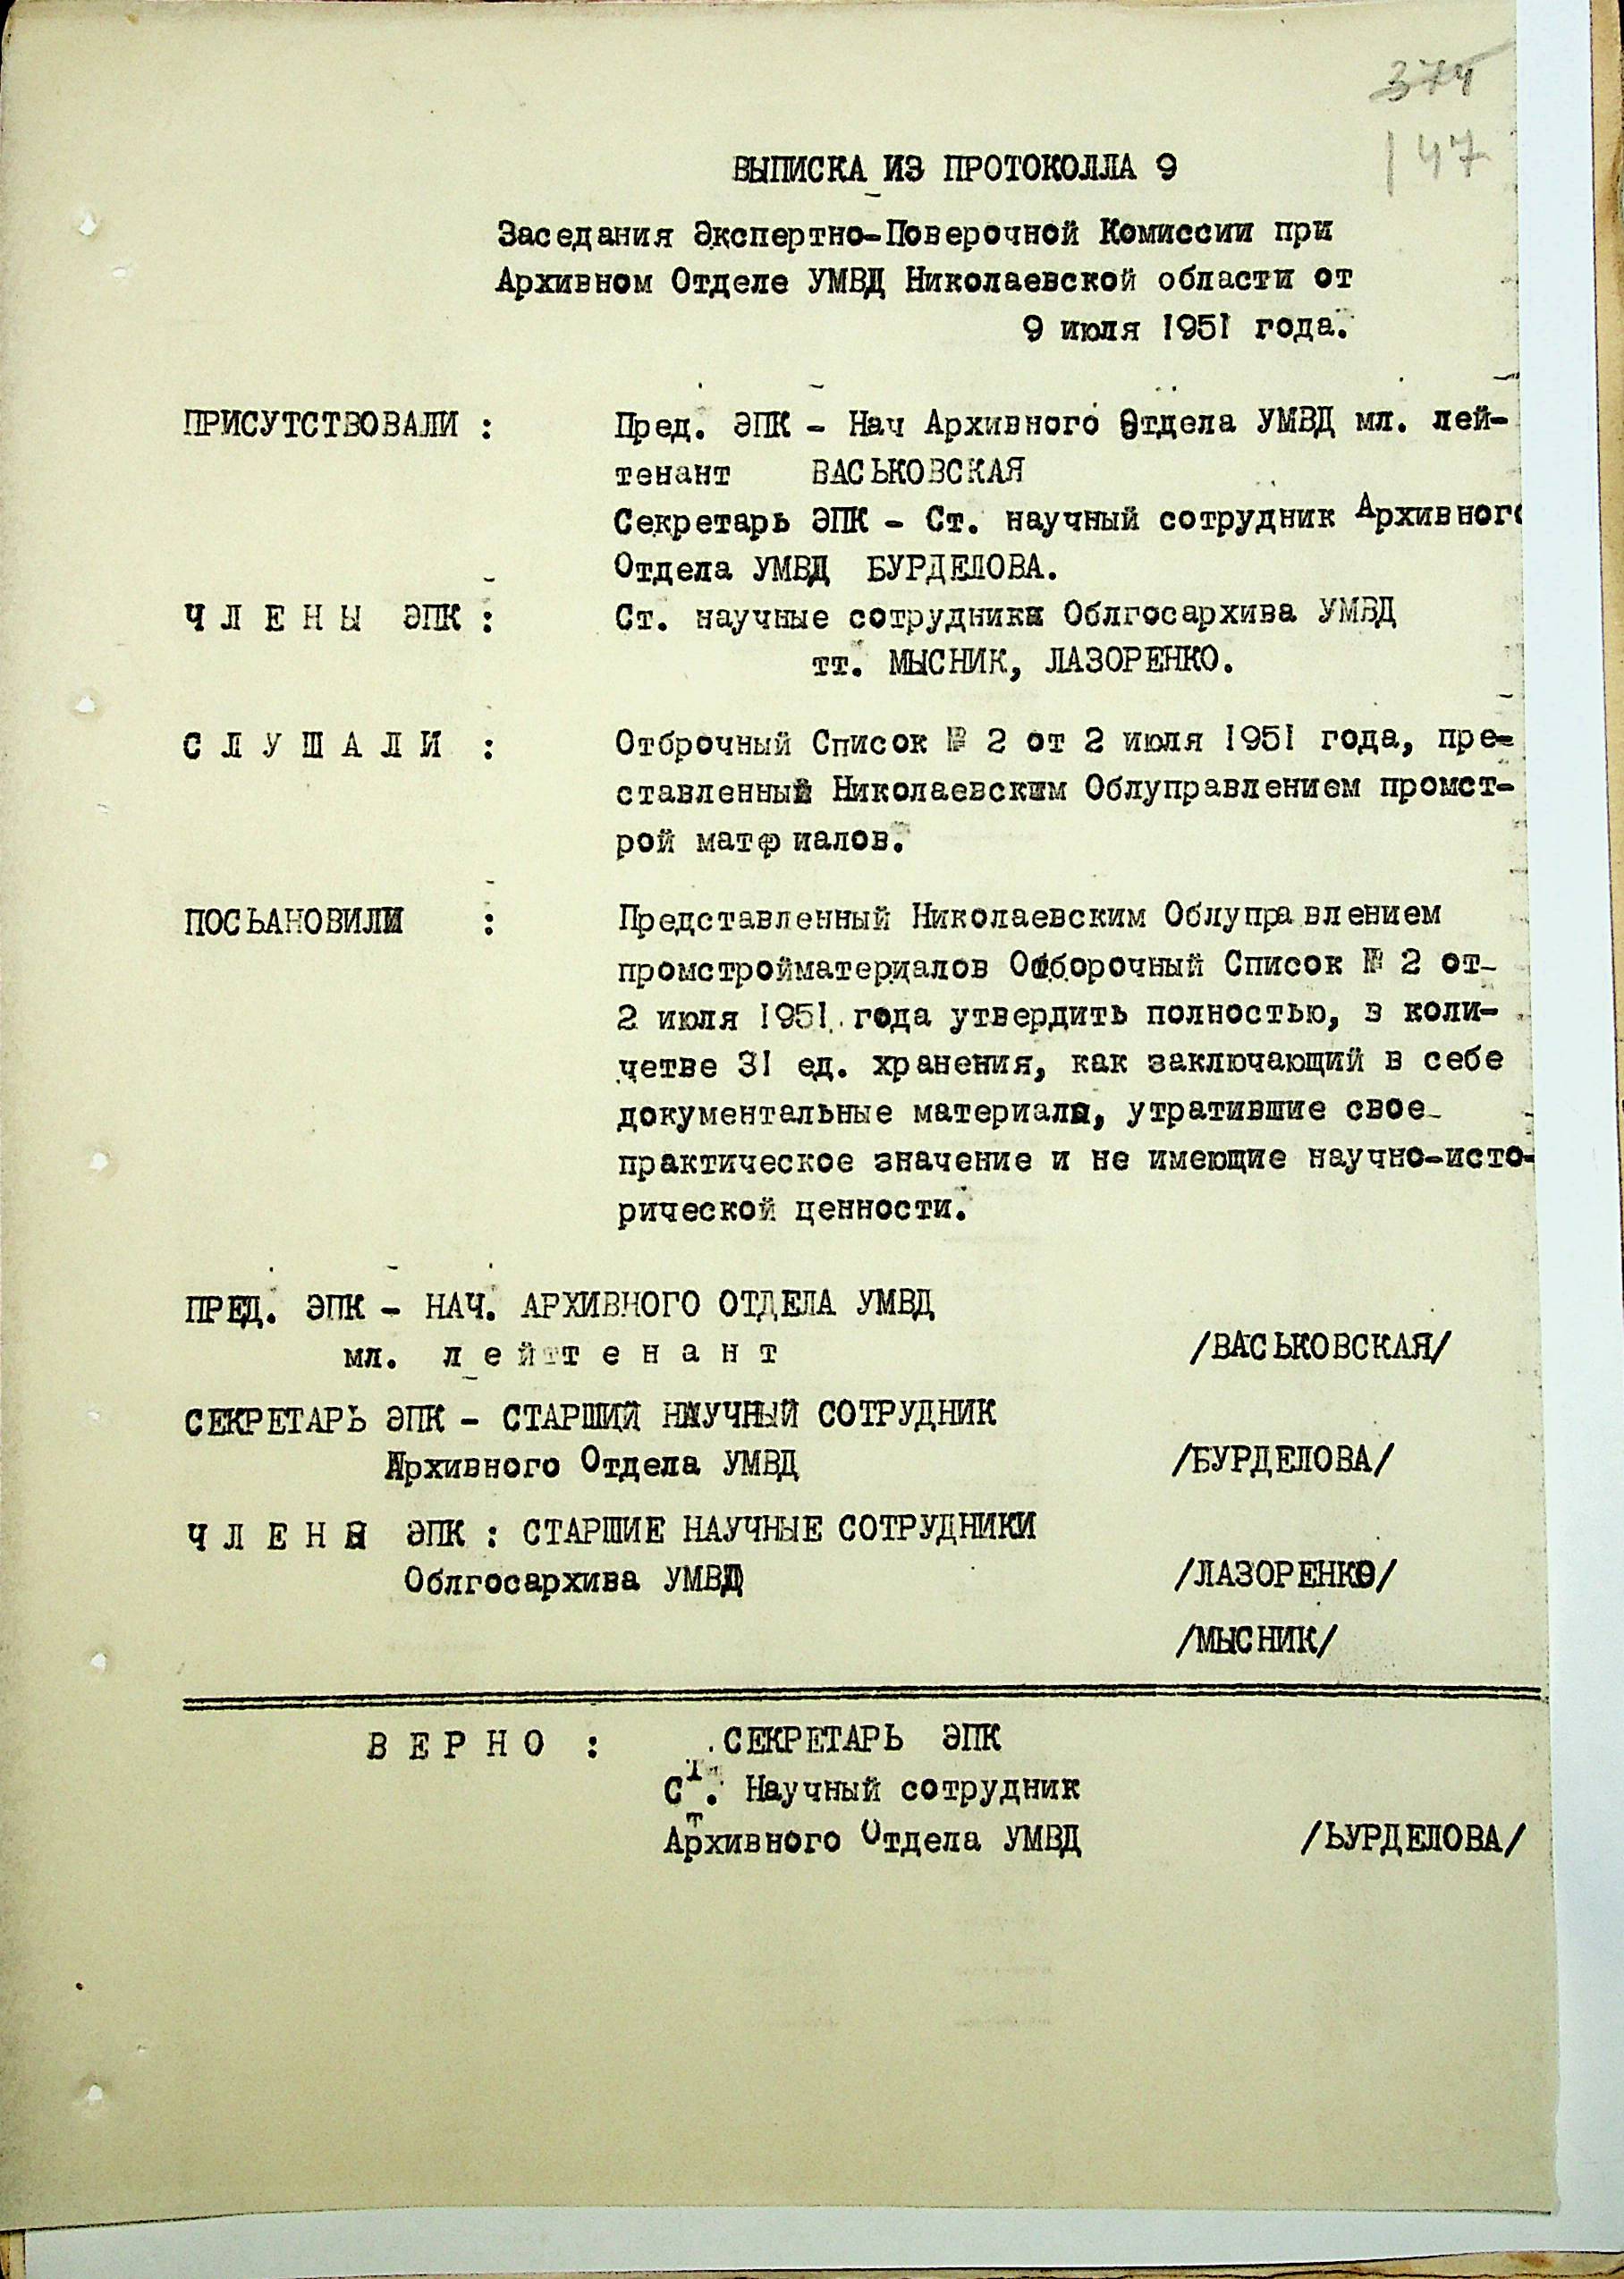 374
147
ВЫПИСКА ИЗ ПРОТОКОЛЛА 9
Заседания Экспертно-Поверочной Комиссии при
Архивном Отделе УМВД Николаевской области от
9 июля 1951 года.
ПРИСУТСТВОВАЛИ : Пред. ЭПК - Нач Архивного Отдела УМВД мл. лей-
тенант ВАСЬКОВСКАЯ
Секретарь ЭПК - Ст. научный сотрудник Архивного
Отдела УМВД БУРДЕЛОВА.
Ч Л Е Н Ы ЭПК : Ст. научные сотрудники Облгосархива УМВД
тт. МЫСНИК, ЛАЗОРЕНКО.
С Л У Ш А Л И : Отброчный Список № 2 от 2 июля 1951 года, пре-
ставленный Николаевским Облуправлением промст-
рой матриалов.
ПОСЬАНОВИЛИ : Представленный Николаевским Облуправлением
промстройматериалов Отборочный Список № 2 от
2 июля 1951 года утвердить полностью, в коли-
четве 31 ед. хранения, как заключающий в себе
документальные материалы, утратившие свое
практическое значение и не имеющие научно-исто-
рической ценности.
ПРЕД. ЭПК - НАЧ. АРХИВНОГО ОТДЕЛА УМВД
мл. л е й т т е н а н т /ВАСЬКОВСКАЯ/
СЕКРЕТАРЬ ЭПК - СТАРШИЙ НАУЧНЫЙ СОТРУДНИК
Архивного Отдела УМВД /БУРДЕЛОВА/
Ч Л Е Н Ы ЭПК : СТАРШИЕ НАУЧНЫЕ СОТРУДНИКИ
Облгосархива УМВД /ЛАЗОРЕНКО/
/МЫСНИК/
В Е Р Н О : СЕКРЕТАРЬ ЭПК
Ст. Научный сотрудник
Архивного Отдела УМВД /ЬУРДЕЛОВА/